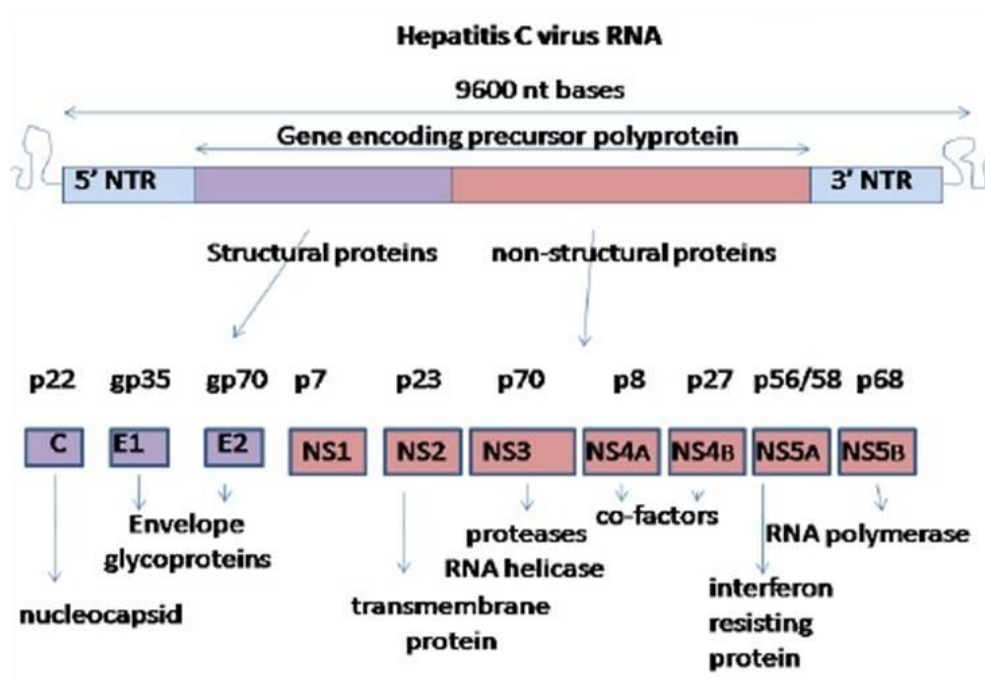 Hepatitis C virus RNA
9600 nt bases
Gene encoding precursor polyprotein
5’ NTR 3’ NTR
Structural proteins non-structural proteins
p22 gp35 gp70 p7 p23 p70 p8 p27 p56/58 p68
C E1 E2 NS1 NS2 NS3 NS4A NS4B NS5A NS5B
Envelope
glycoproteins
nucleocapsid
transmembrane
protein
proteases
RNA helicase
co-factors
interferon
resisting
protein
RNA polymerase